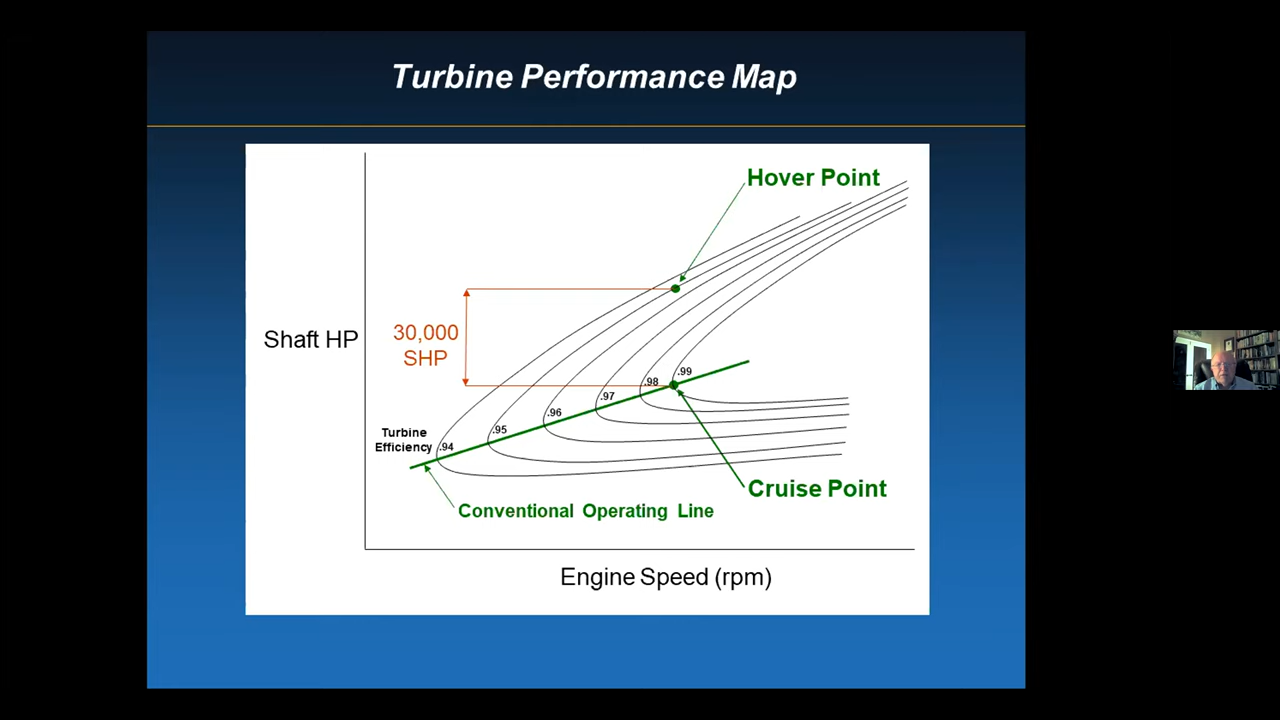 Turbine Performance Map
Hover Point
Shaft HP
30,000
SHP
.99
.98
.97
.96
.95
.94
Turbine
Efficiency
Cruise Point
Conventional Operating Line
Engine Speed (rpm)